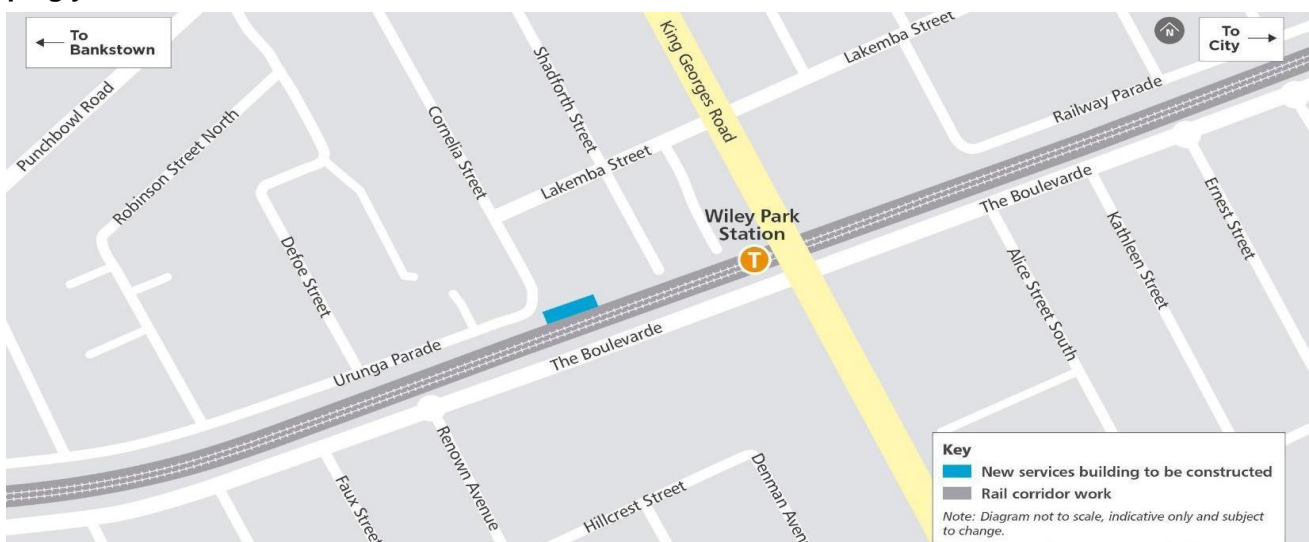 To
Bankstown
N
To
City
Punchbowl Road
Robinson Street North
Cornelia Street
Shadforth Street
King Georges Road
Lakemba Street
Railway Parade
Lakemba Street
Wiley Park
Station
T
Defoe Street
The Boulevarde
Ernest Street
Kathleen Street
Alice Street South
Urunga Parade
The Boulevarde
Renown Avenue
Faux Street
Hillcrest Street
Key
New services building to be constructed
Rail corridor work
Note: Diagram not to scale, indicative only and subject
to change.
Denman Aven